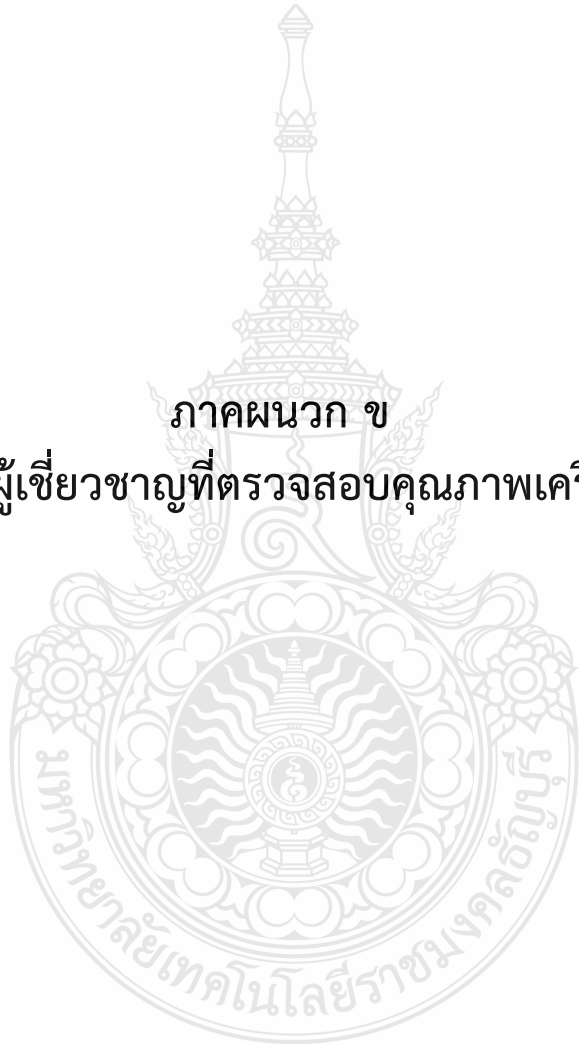 ภาคผนวก ข
ผู้เชี่ยวชาญที่ตรวจสอบคุณภาพเครื
มหาวิทยาลัยเทคโนโลยีราชมงคลธัญบุรี